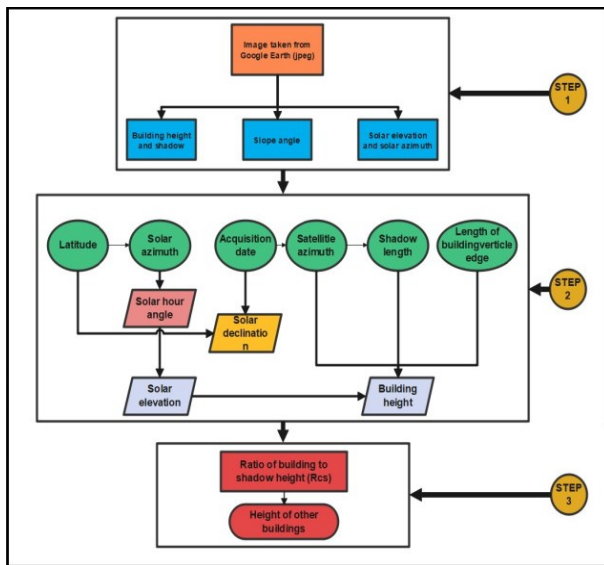 Image taken from
Google Earth (jpeg)
STEP
1
Building height
and shadow
Slope angle
Solar elevation
and solar azimuth
Latitude
Solar
azimuth
Acquisition
date
Satellitie
azimuth
Shadow
length
Length of
buildingverticle
edge
STEP
2
Solar hour
angle
Solar
declinatio
n
Solar
elevation
Building
height
Ratio of building to
shadow height (Rcs)
STEP
3
Height of other
buildings